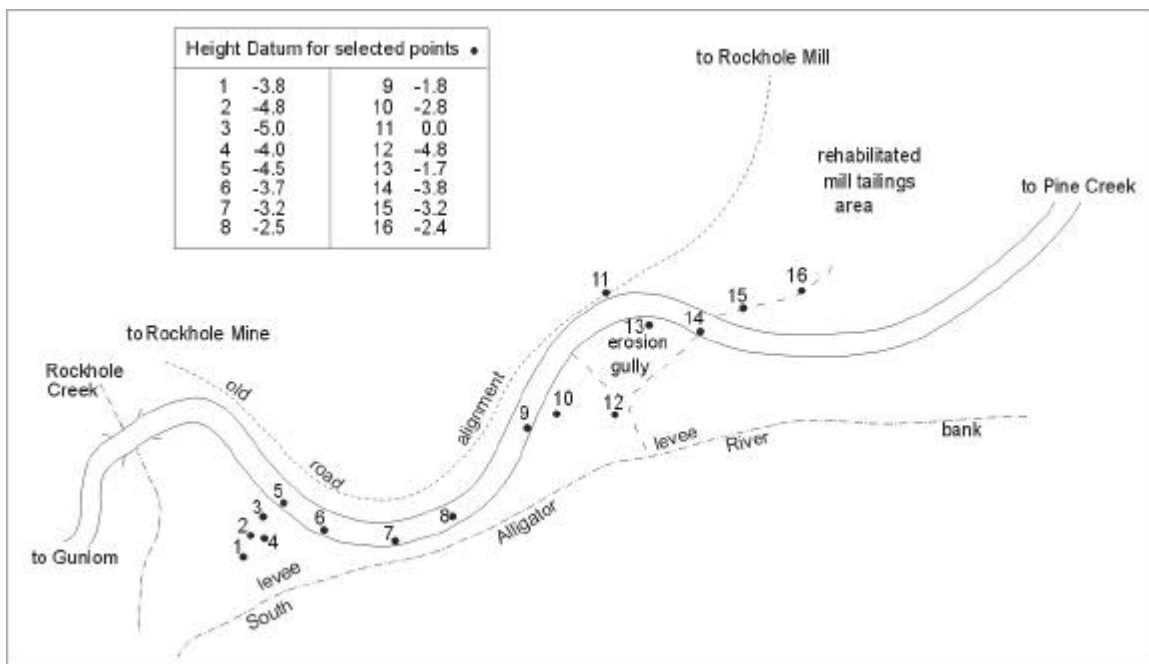 Height Datum for selected points •
1 -3.8 9 -1.8
2 -4.8 10 -2.8
3 -5.0 11 0.0
4 -4.0 12 -4.8
5 -4.5 13 -1.7
6 -3.7 14 -3.8
7 -3.2 15 -3.2
8 -2.5 16 -2.4
to Rockhole Mill
rehabilitated
mill tailings
area
to Pine Creek
11
16
15
14
13
erosion
gully
to Rockhole Mine
Rockhole
Creek
old
road
alignment
10
12
9
levee
River
bank
5
3
6
8
7
2
4
1
Alligator
to Gunlom
levee
South